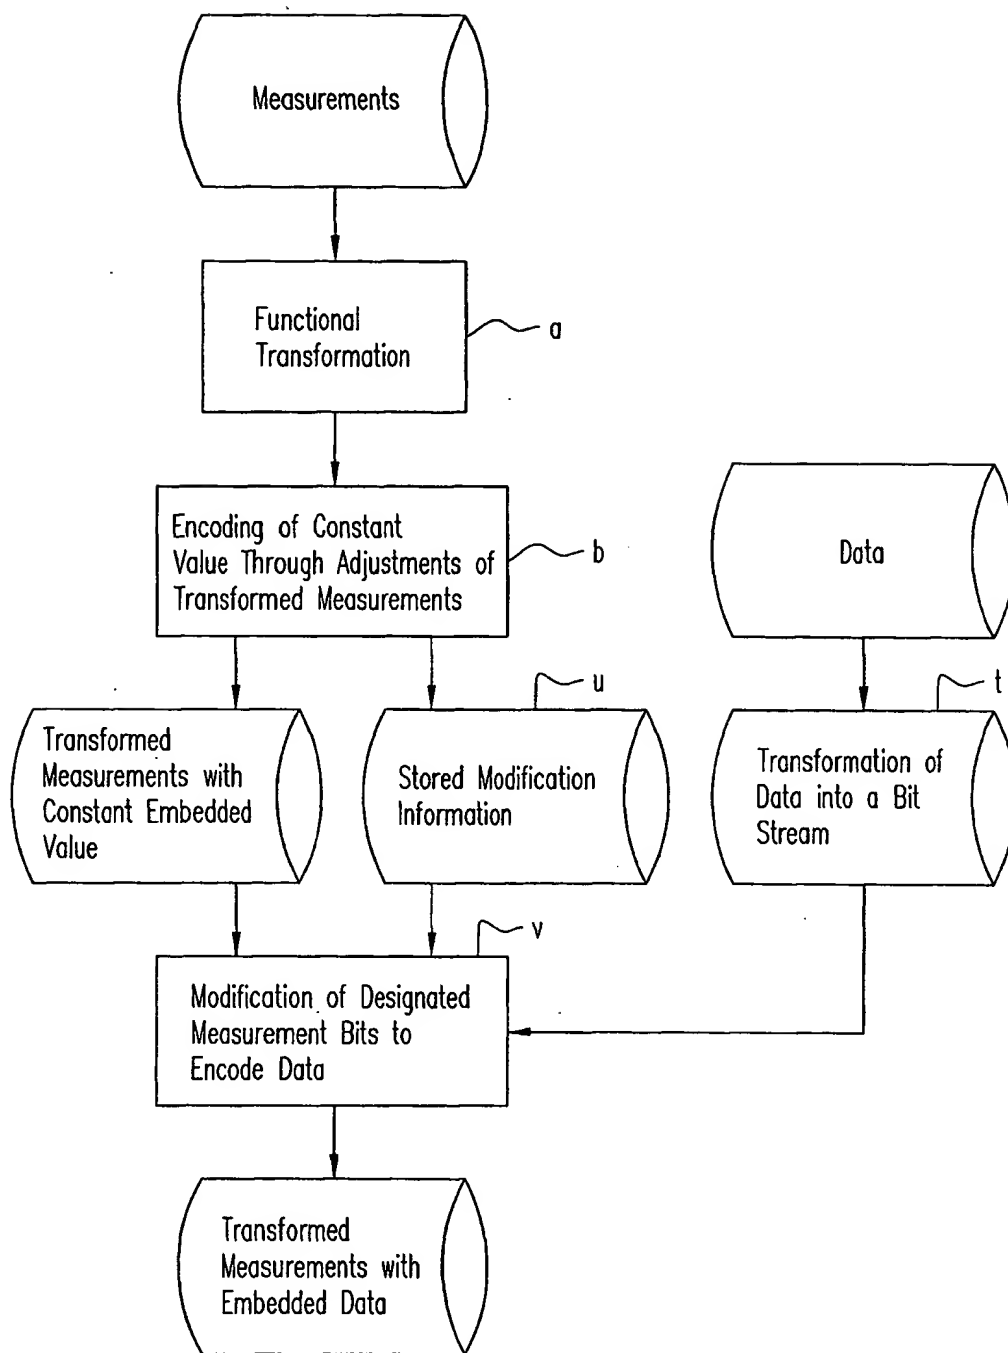 Measurements
Functional
Transformation
a
Encoding of Constant
Value Through Adjustments of
Transformed Measurements
b
Data
Transformed
Measurements with
Constant Embedded
Value
u
Stored Modification
Information
t
Transformation of
Data into a Bit
Stream
v
Modification of Designated
Measurement Bits to
Encode Data
Transformed
Measurements with
Embedded Data